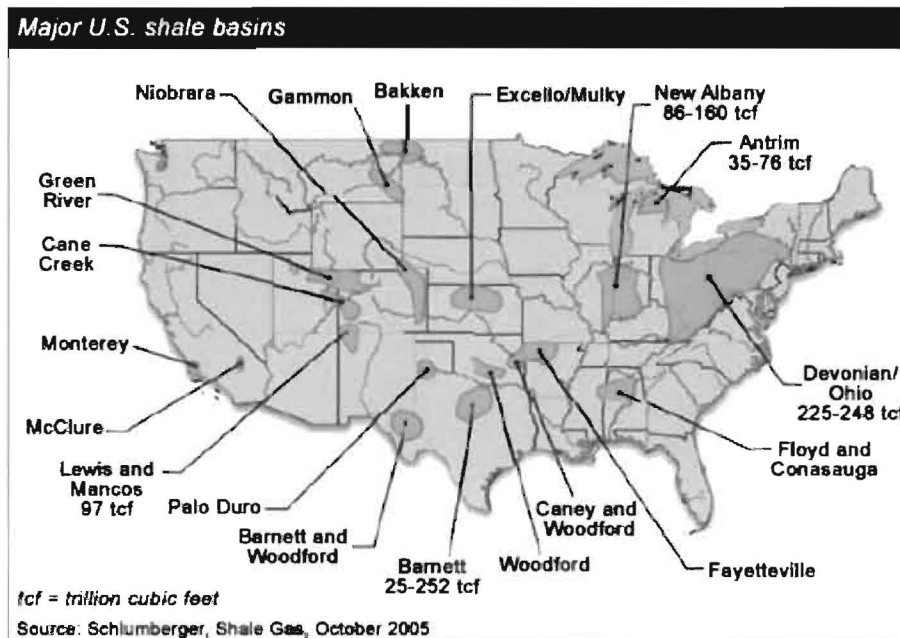 Major U.S. shale basins
Niobrara
Gammon
Bakken
Excello/Mulky
New Albany
86-160 tcf
Antrim
35-76 tcf
Green
River
Cane
Creek
Monterey
McClure
Lewis and
Mancos
97 tcf
Palo Duro
Barnett and
Woodford
Barnett
25-252 tcf
Woodford
Caney and
Woodford
Fayetteville
Floyd and
Conasauga
Devonian/
Ohio
225-248 tcf
tcf = trillion cubic feet
Source: Schlumberger, Shale Gas, October 2005